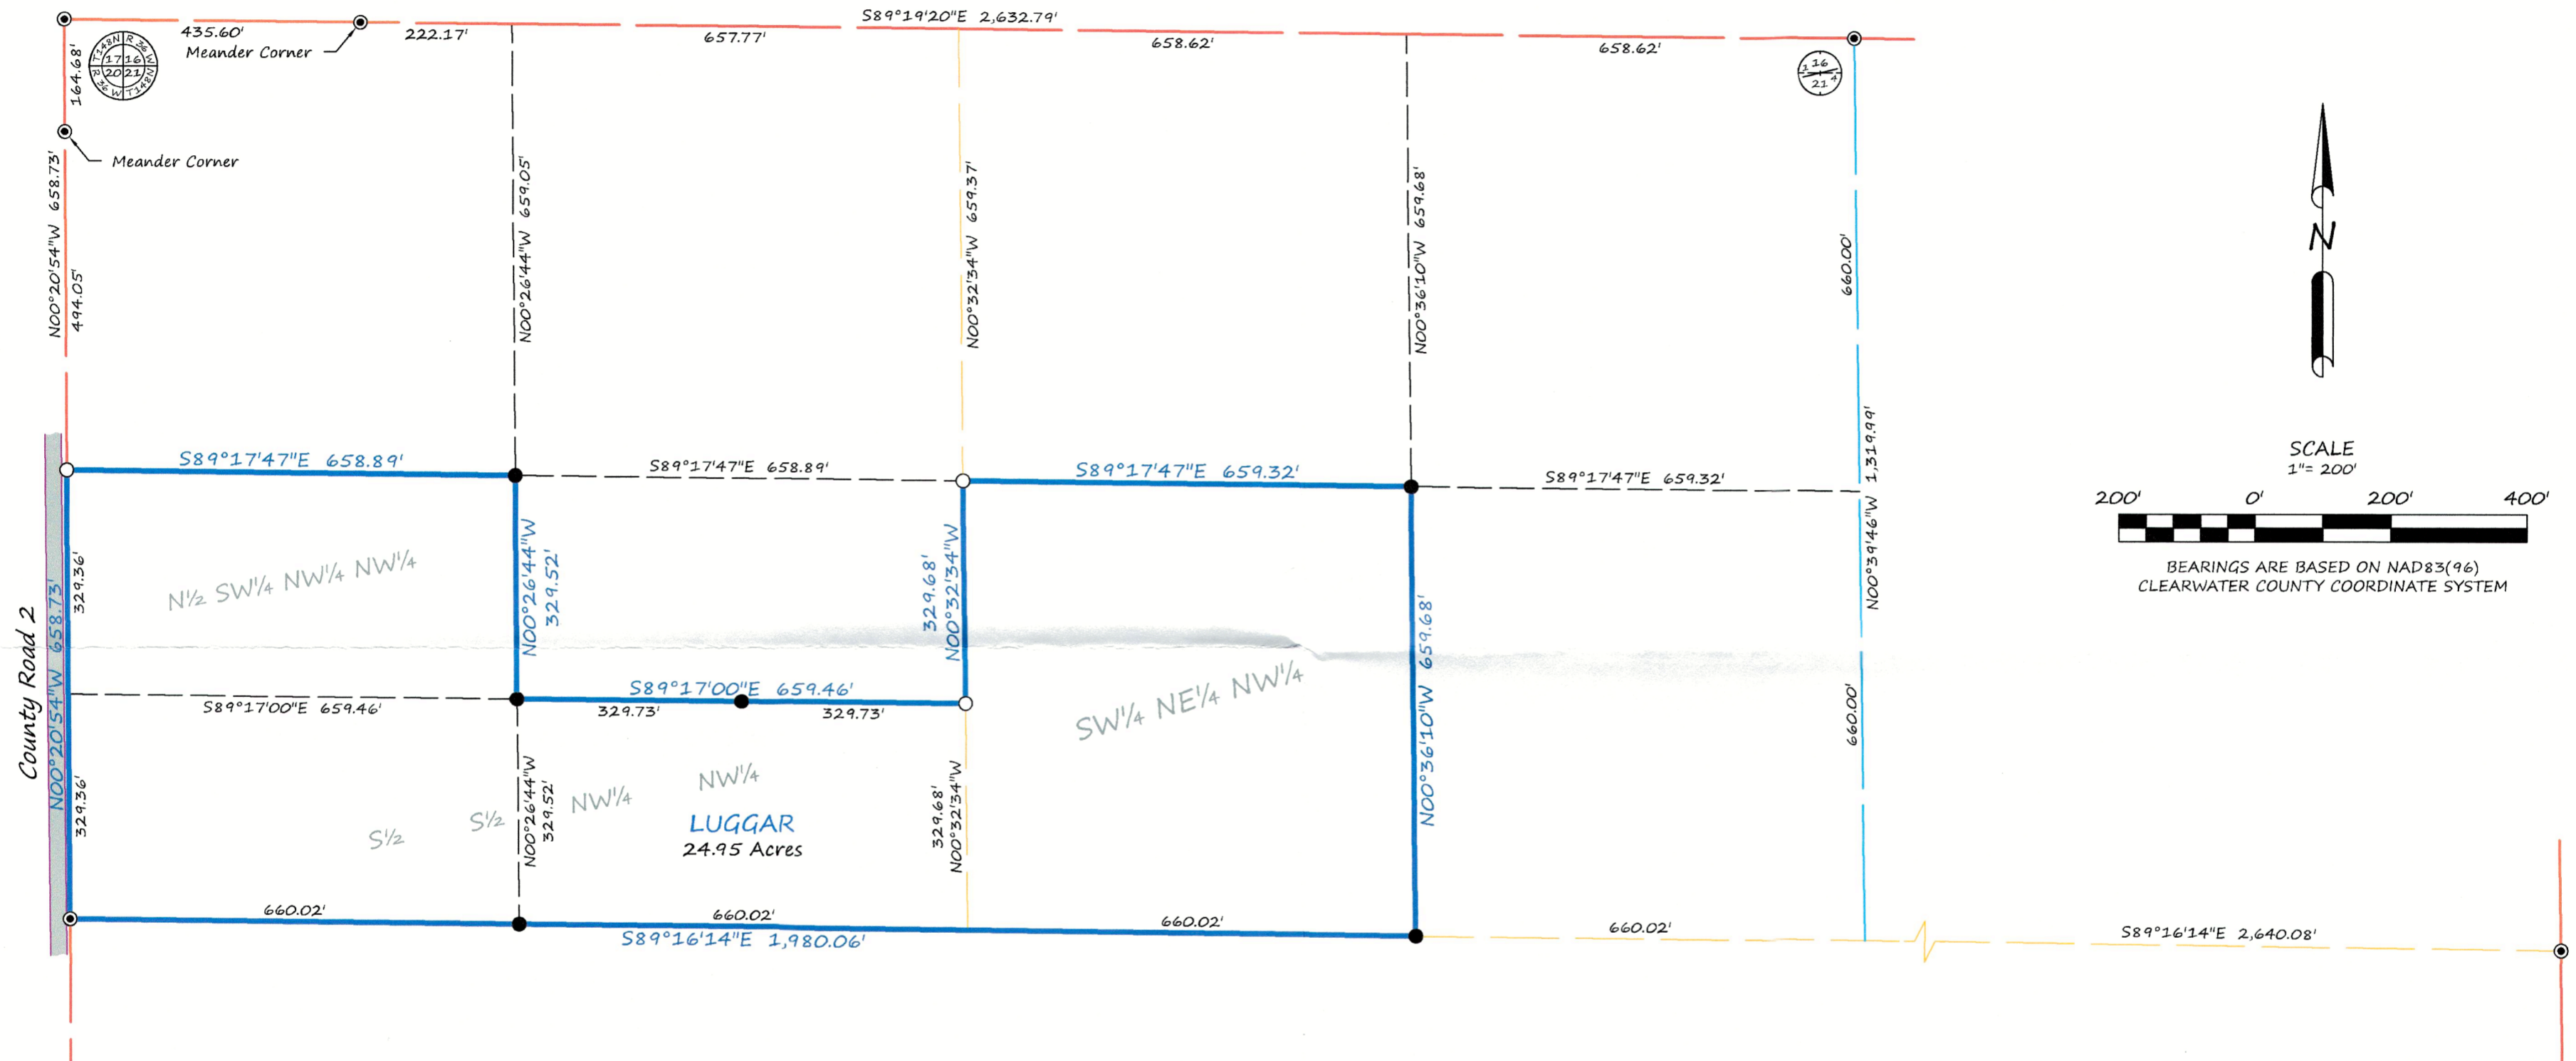 S89°19'20"E 2,632.79'
435.60'
Meander Corner
222.17'
657.77'
658.62'
658.62'
T148N R 36 W
17 16
20 21
R 36 W T148N
164.68'
Meander Corner
1 16
21 4
N00°20'54"W 658.73'
494.05'
N00°26'44"W 659.05'
N00°32'34"W 659.37'
N00°36'10"W 659.68'
660.00'
N00°39'46"W 1,319.99'
660.00'
N
SCALE
1"= 200'
200' 0' 200' 400'
BEARINGS ARE BASED ON NAD83(96)
CLEARWATER COUNTY COORDINATE SYSTEM
S89°17'47"E 658.89'
S89°17'47"E 658.89'
S89°17'47"E 659.32'
S89°17'47"E 659.32'
County Road 2
N00°20'54"W 658.73'
329.36'
329.36'
N½ SW¼ NW¼ NW¼
N00°26'44"W
329.52'
329.68'
N00°32'34"W
SW¼ NE¼ NW¼
N00°36'10"W 659.68'
S89°17'00"E 659.46'
S89°17'00"E 659.46'
329.73'
329.73'
N00°26'44"W
329.52'
329.68'
N00°32'34"W
S½ S½ NW¼ NW¼
LUGGAR
24.95 Acres
660.02'
660.02'
660.02'
660.02'
S89°16'14"E 1,980.06'
S89°16'14"E 2,640.08'